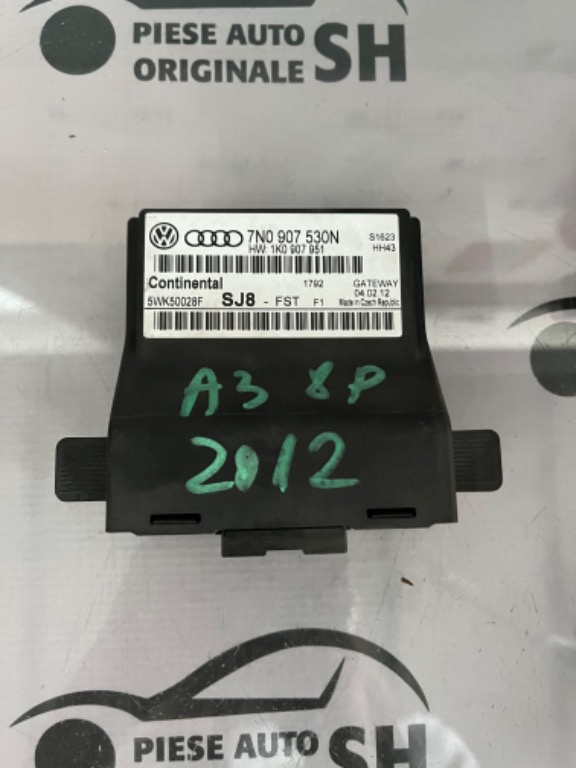 PIESE AUTO SH
ORIGINALE
7N0 907 530N
S1623
HW: 1K0 907 951
HH43
Continental
1792
GATEWAY
04.02.12
5WK50028F
SJ8 - FST F1
Made in Czech Republic
A3 8P
2012
PIESE AUTO SH
ORIGINALE